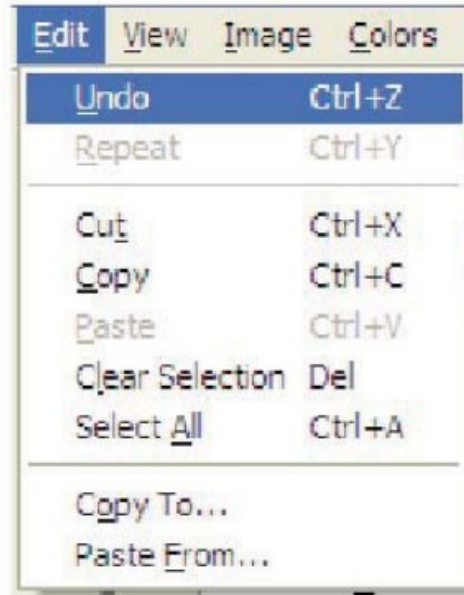 Edit View Image Colors
Undo Ctrl+Z
Repeat Ctrl+Y
Cut Ctrl+X
Copy Ctrl+C
Paste Ctrl+V
Clear Selection Del
Select All Ctrl+A
Copy To...
Paste From...